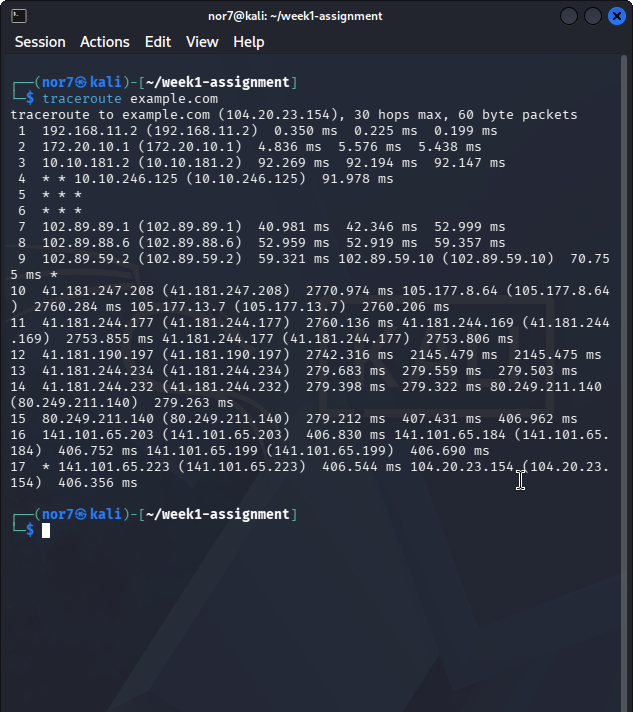 nor7@kali: ~/week1-assignment
Session Actions Edit View Help
┌──(nor7㉿kali)-[~/week1-assignment]
└─$ traceroute example.com
traceroute to example.com (104.20.23.154), 30 hops max, 60 byte packets
 1  192.168.11.2 (192.168.11.2)  0.350 ms  0.225 ms  0.199 ms
 2  172.20.10.1 (172.20.10.1)  4.836 ms  5.576 ms  5.438 ms
 3  10.10.181.2 (10.10.181.2)  92.269 ms  92.194 ms  92.147 ms
 4  * * 10.10.246.125 (10.10.246.125)  91.978 ms
 5  * * *
 6  * * *
 7  102.89.89.1 (102.89.89.1)  40.981 ms  42.346 ms  52.999 ms
 8  102.89.88.6 (102.89.88.6)  52.959 ms  52.919 ms  59.357 ms
 9  102.89.59.2 (102.89.59.2)  59.321 ms 102.89.59.10 (102.89.59.10)  70.75
5 ms *
10  41.181.247.208 (41.181.247.208)  2770.974 ms 105.177.8.64 (105.177.8.64
)  2760.284 ms 105.177.13.7 (105.177.13.7)  2760.206 ms
11  41.181.244.177 (41.181.244.177)  2760.136 ms 41.181.244.169 (41.181.244
.169)  2753.855 ms 41.181.244.177 (41.181.244.177)  2753.806 ms
12  41.181.190.197 (41.181.190.197)  2742.316 ms  2145.479 ms  2145.475 ms
13  41.181.244.234 (41.181.244.234)  279.683 ms  279.559 ms  279.503 ms
14  41.181.244.232 (41.181.244.232)  279.398 ms  279.322 ms 80.249.211.140
(80.249.211.140)  279.263 ms
15  80.249.211.140 (80.249.211.140)  279.212 ms  407.431 ms  406.962 ms
16  141.101.65.203 (141.101.65.203)  406.830 ms 141.101.65.184 (141.101.65.
184)  406.752 ms 141.101.65.199 (141.101.65.199)  406.690 ms
17  * 141.101.65.223 (141.101.65.223)  406.544 ms 104.20.23.154 (104.20.23.
154)  406.356 ms
┌──(nor7㉿kali)-[~/week1-assignment]
└─$